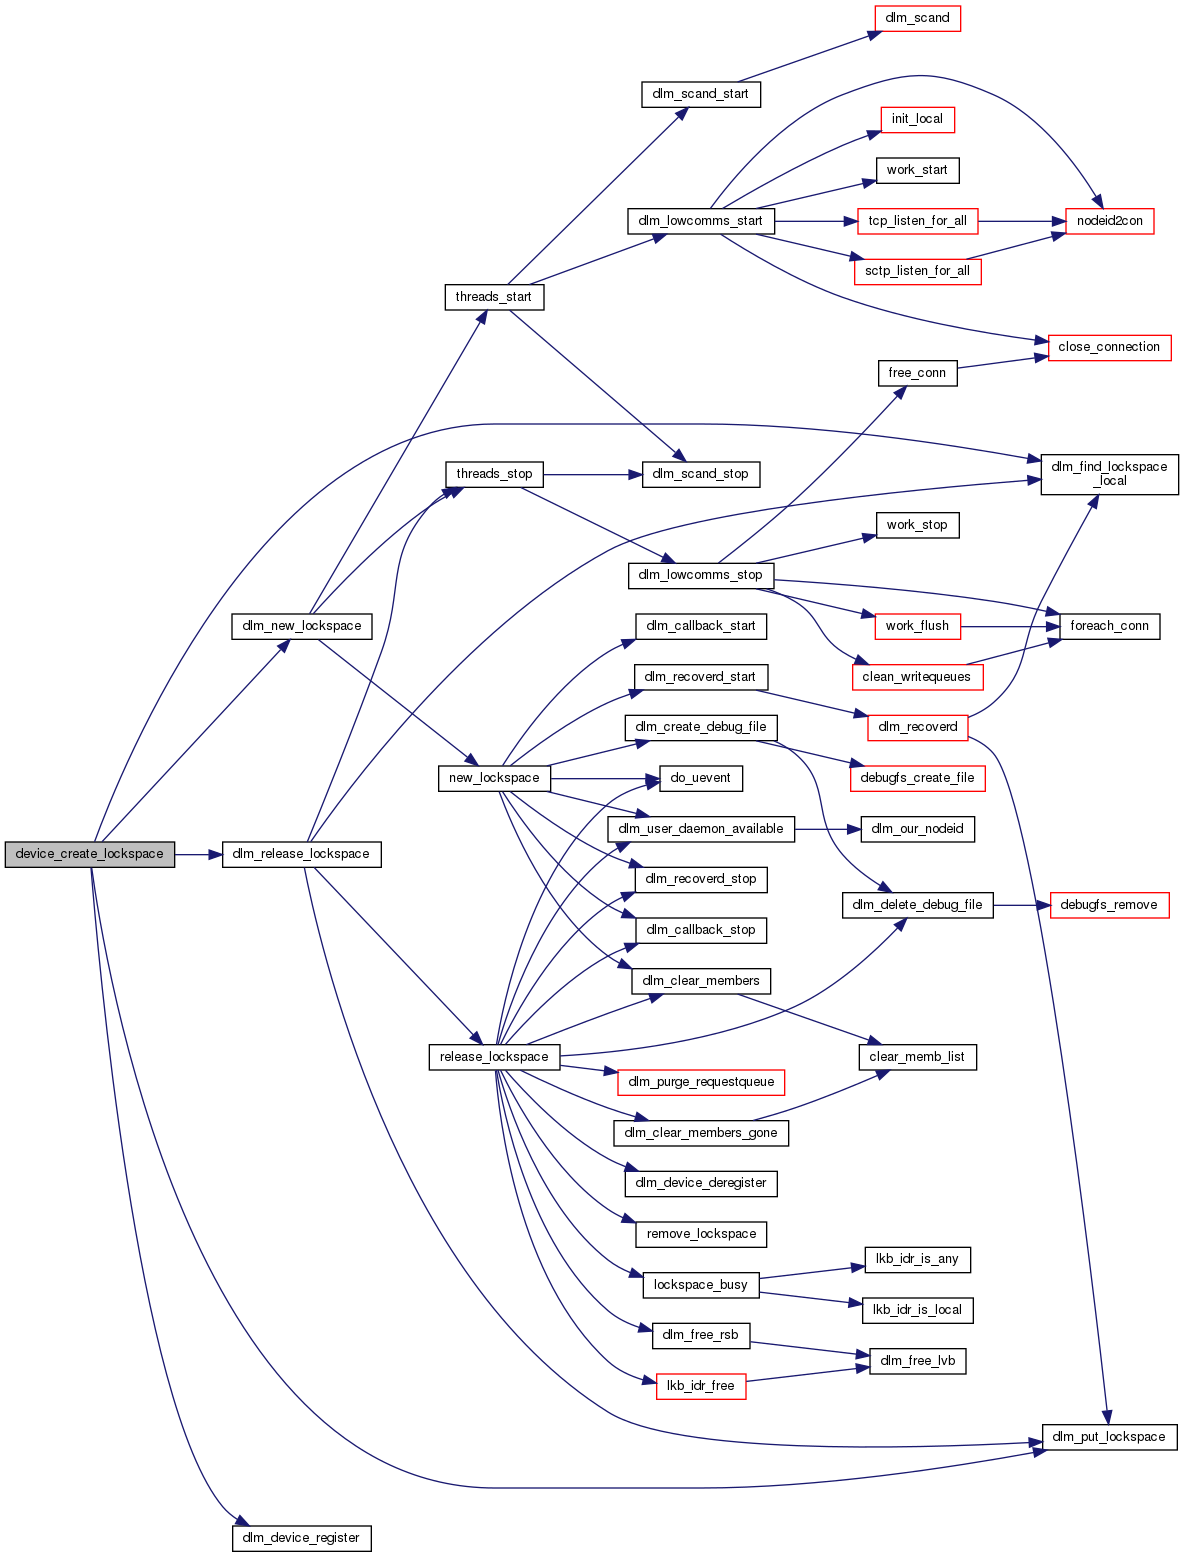 dlm_scand
dlm_scand_start
init_local
work_start
dlm_lowcomms_start
tcp_listen_for_all
nodeid2con
sctp_listen_for_all
threads_start
close_connection
free_conn
threads_stop
dlm_scand_stop
dlm_find_lockspace
_local
work_stop
dlm_lowcomms_stop
dlm_new_lockspace
dlm_callback_start
work_flush
foreach_conn
dlm_recoverd_start
clean_writequeues
dlm_create_debug_file
dlm_recoverd
new_lockspace
do_uevent
debugfs_create_file
dlm_user_daemon_available
dlm_our_nodeid
device_create_lockspace
dlm_release_lockspace
dlm_recoverd_stop
dlm_delete_debug_file
debugfs_remove
dlm_callback_stop
dlm_clear_members
release_lockspace
clear_memb_list
dlm_purge_requestqueue
dlm_clear_members_gone
dlm_device_deregister
remove_lockspace
lkb_idr_is_any
lockspace_busy
lkb_idr_is_local
dlm_free_rsb
dlm_free_lvb
lkb_idr_free
dlm_put_lockspace
dlm_device_register